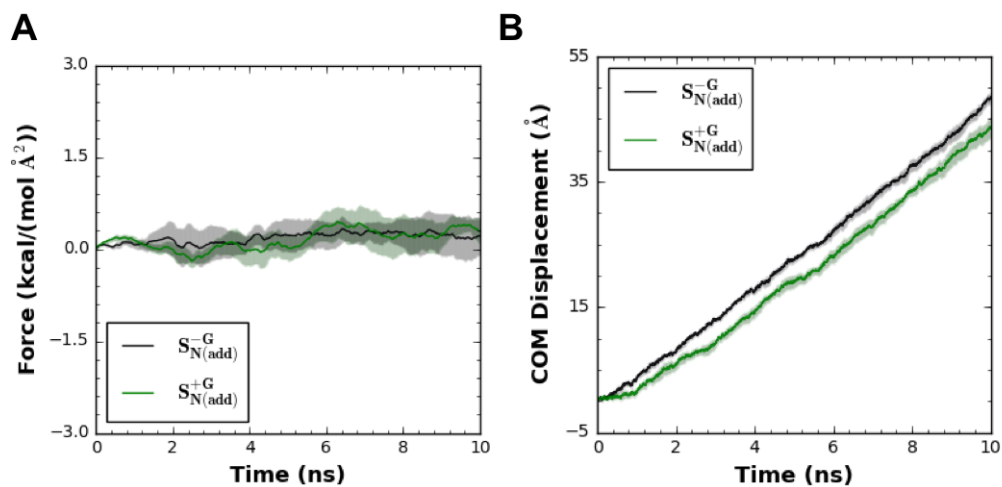 A
Force (kcal/(mol Å²))
3.0
1.5
0.0
−1.5
−3.0
S−G N(add)
S+G N(add)
0 2 4 6 8 10
Time (ns)
B
COM Displacement (Å)
55
35
15
−5
S−G N(add)
S+G N(add)
0 2 4 6 8 10
Time (ns)